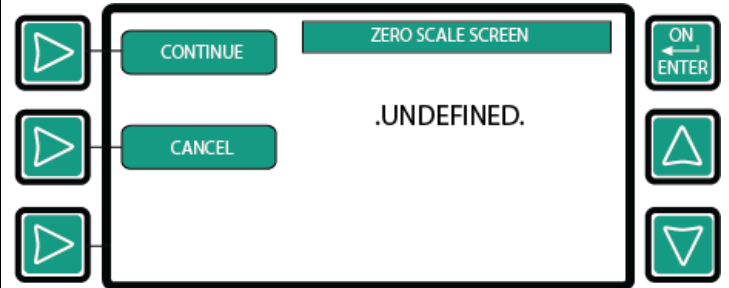 CONTINUE
ZERO SCALE SCREEN
ON
ENTER
.UNDEFINED.
CANCEL